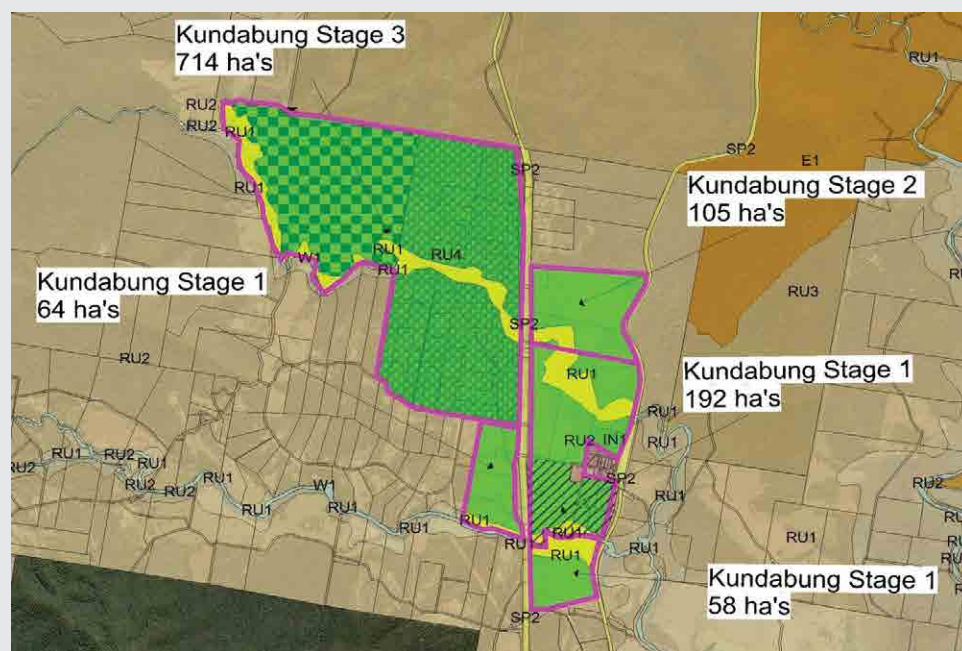 Kundabung Stage 3
714 ha's
RU1
RU2
RU2
RU1
SP2
SP2
E1
Kundabung Stage 2
105 ha's
RU1
RU1
RU4
W1
RU1
RU3
Kundabung Stage 1
64 ha's
SP2
RU2
RU1
Kundabung Stage 1
192 ha's
RU1
RU2
IN1
RU1
RU1
RU1
RU2
RU1
RU2
RU2
RU1
W1
SP2
RU2
RU1
RU1
RU1
RU1
RU1
RU1
RU1
RU1
RU1
RU1
Kundabung Stage 1
58 ha's
SP2